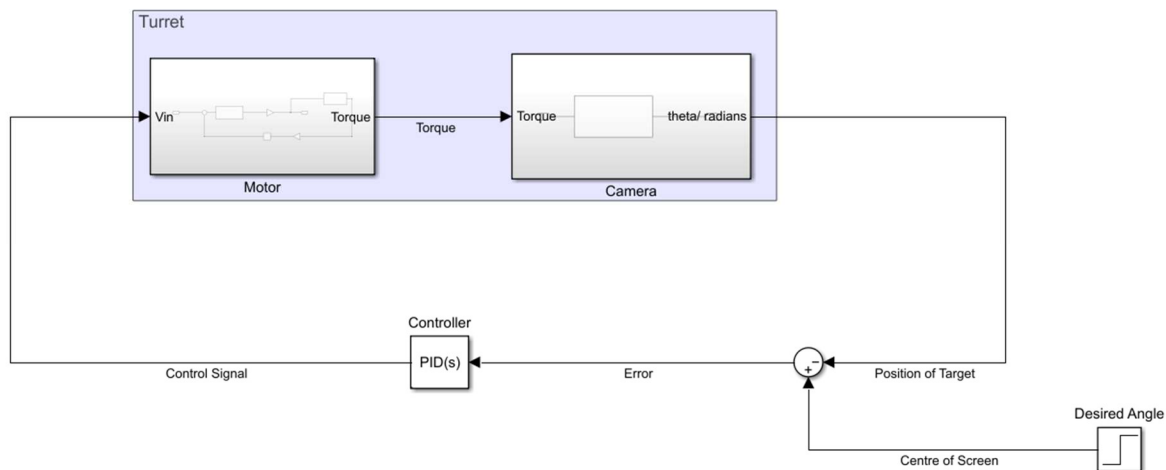 Turret
Vin
Torque
Torque
Torque
theta/ radians
Motor
Camera
Controller
PID(s)
Control Signal
Error
−
+
Position of Target
Desired Angle
Centre of Screen